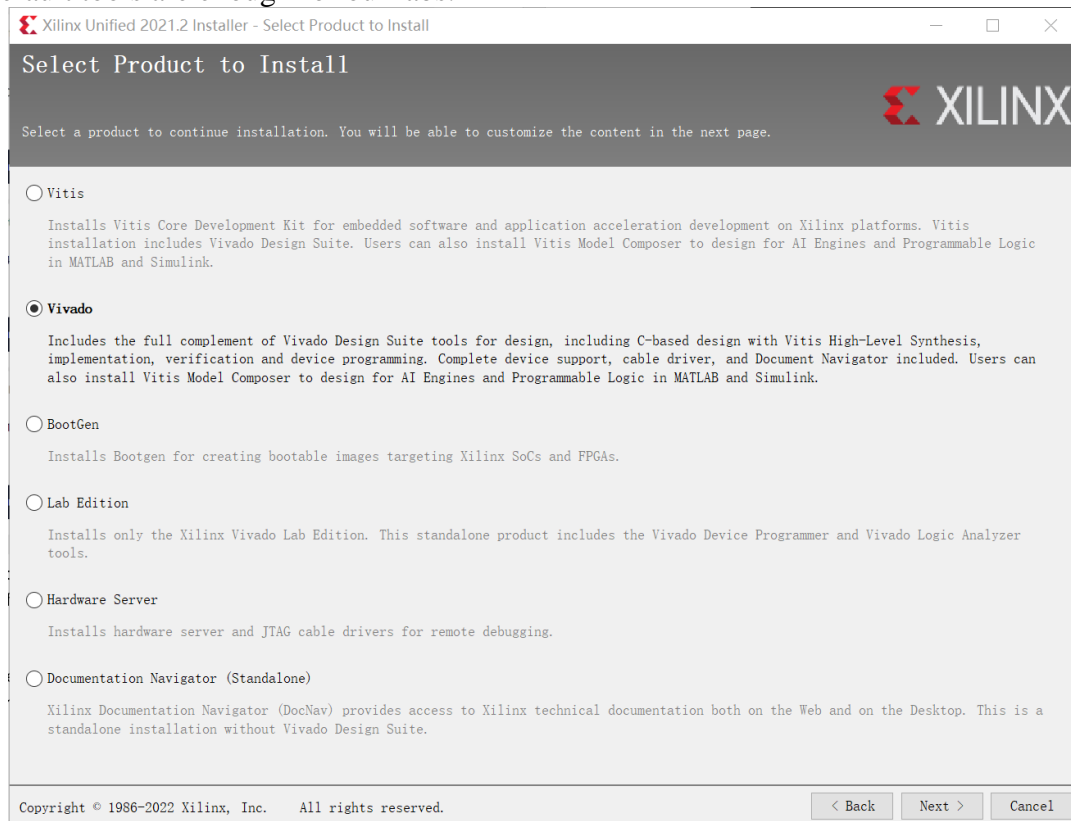 Xilinx Unified 2021.2 Installer - Select Product to Install
Select Product to Install
XILINX
Select a product to continue installation. You will be able to customize the content in the next page.
Vitis
Installs Vitis Core Development Kit for embedded software and application acceleration development on Xilinx platforms. Vitis
installation includes Vivado Design Suite. Users can also install Vitis Model Composer to design for AI Engines and Programmable Logic
in MATLAB and Simulink.
Vivado
Includes the full complement of Vivado Design Suite tools for design, including C-based design with Vitis High-Level Synthesis,
implementation, verification and device programming. Complete device support, cable driver, and Document Navigator included. Users can
also install Vitis Model Composer to design for AI Engines and Programmable Logic in MATLAB and Simulink.
BootGen
Installs Bootgen for creating bootable images targeting Xilinx SoCs and FPGAs.
Lab Edition
Installs only the Xilinx Vivado Lab Edition. This standalone product includes the Vivado Device Programmer and Vivado Logic Analyzer
tools.
Hardware Server
Installs hardware server and JTAG cable drivers for remote debugging.
Documentation Navigator (Standalone)
Xilinx Documentation Navigator (DocNav) provides access to Xilinx technical documentation both on the Web and on the Desktop. This is a
standalone installation without Vivado Design Suite.
Copyright © 1986-2022 Xilinx, Inc. All rights reserved.
< Back Next > Cancel